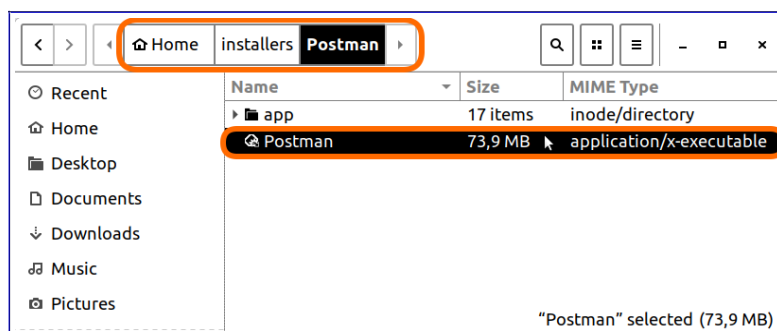 Home installers Postman
Name Size MIME Type
Recent
app 17 items inode/directory
Home
Postman 73,9 MB application/x-executable
Desktop
Documents
Downloads
Music
Pictures
“Postman” selected (73,9 MB)